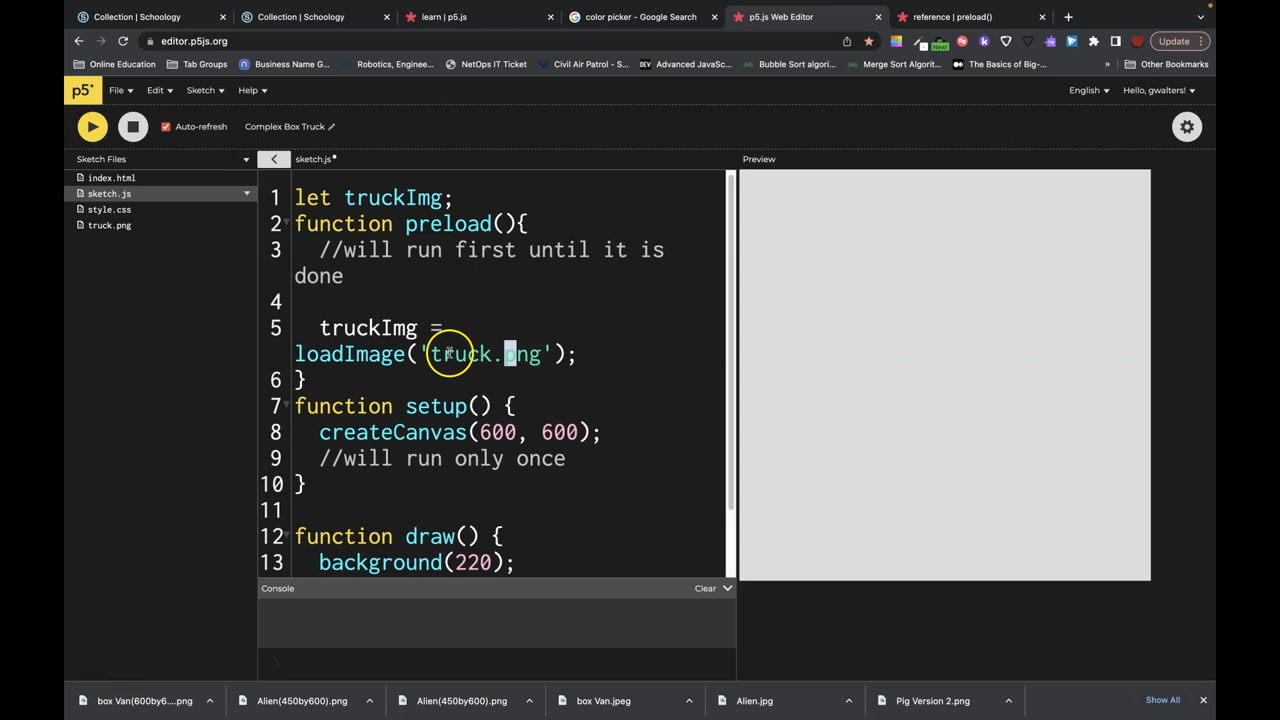 Collection | Schoology
Collection | Schoology
learn | p5.js
color picker - Google Search
p5.js Web Editor
reference | preload()
editor.p5js.org
New
Update
Online Education
Tab Groups
Business Name G...
Robotics, Enginee...
NetOps IT Ticket
Civil Air Patrol - S...
DEV Advanced JavaSc...
Bubble Sort algori...
Merge Sort Algorit...
The Basics of Big-...
»
Other Bookmarks
p5* File Edit Sketch Help
English Hello, gwalters!
Auto-refresh Complex Box Truck
Sketch Files
sketch.js
Preview
index.html
sketch.js
style.css
truck.png
1 let truckImg;
2 function preload(){
3 //will run first until it is
done
4
5 truckImg =
loadImage('truck.png');
6 }
7 function setup() {
8 createCanvas(600, 600);
9 //will run only once
10 }
11
12 function draw() {
13 background(220);
Console
Clear
box Van(600by6....png
Alien(450by600).png
Alien(450by600).png
box Van.jpeg
Alien.jpg
Pig Version 2.png
Show All